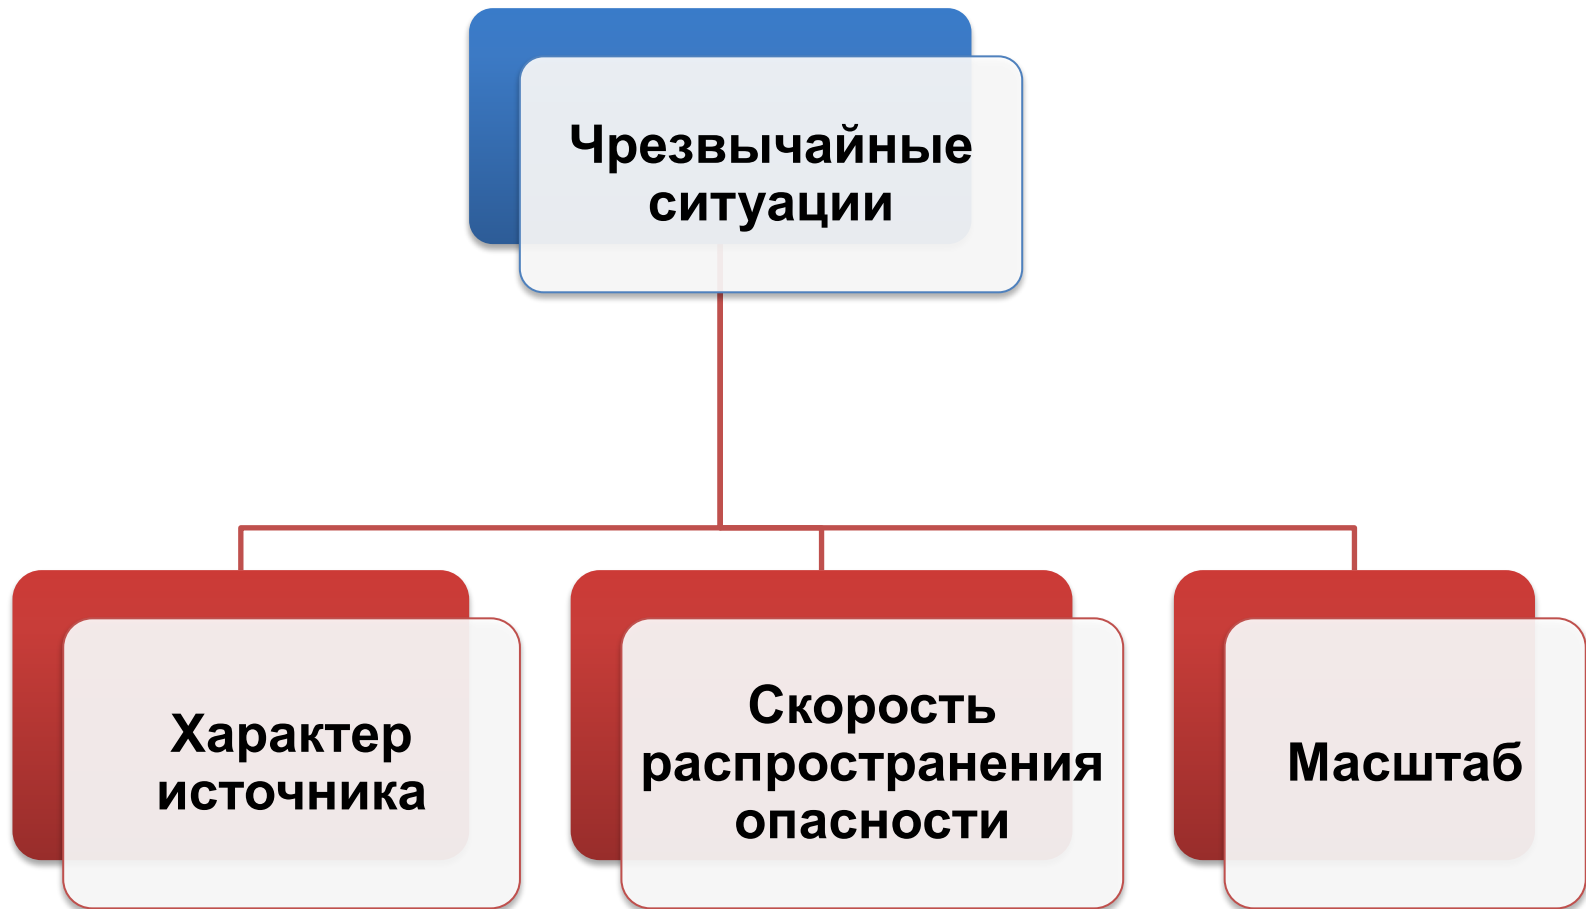 Чрезвычайные
ситуации
Характер
источника
Скорость
распространения
опасности
Масштаб